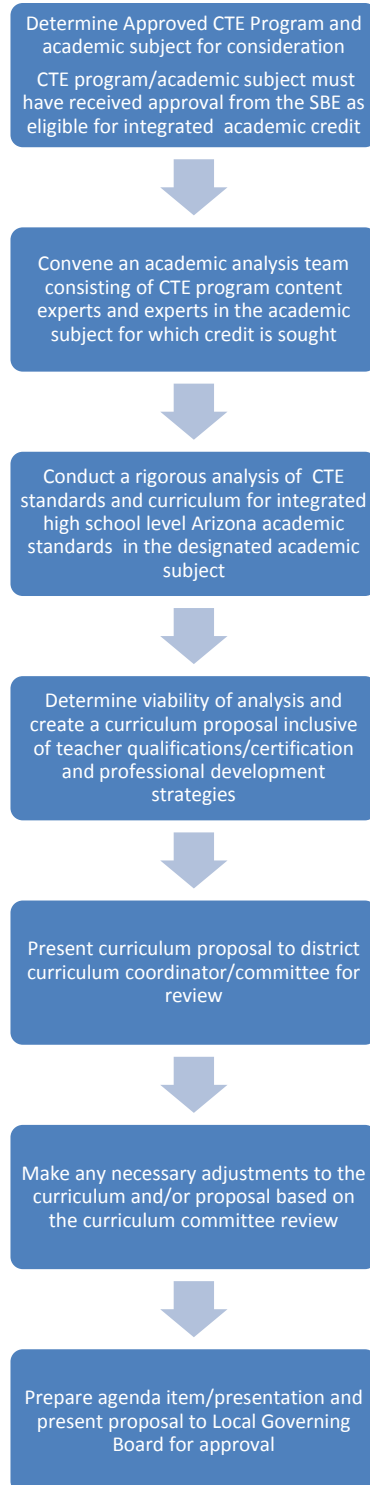 Determine Approved CTE Program and
academic subject for consideration
CTE program/academic subject must
have received approval from the SBE as
eligible for integrated academic credit
Convene an academic analysis team
consisting of CTE program content
experts and experts in the academic
subject for which credit is sought
Conduct a rigorous analysis of CTE
standards and curriculum for integrated
high school level Arizona academic
standards in the designated academic
subject
Determine viability of analysis and
create a curriculum proposal inclusive
of teacher qualifications/certification
and professional development
strategies
Present curriculum proposal to district
curriculum coordinator/committee for
review
Make any necessary adjustments to the
curriculum and/or proposal based on
the curriculum committee review
Prepare agenda item/presentation and
present proposal to Local Governing
Board for approval